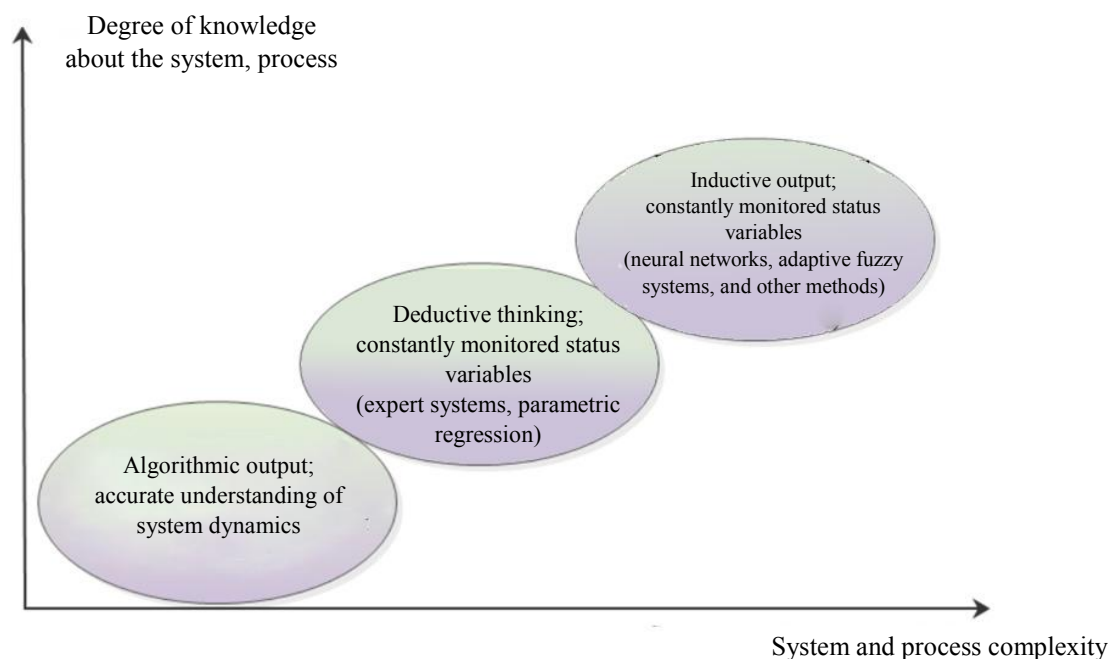 Degree of knowledge
about the system, process
Inductive output;
constantly monitored status
variables
(neural networks, adaptive fuzzy
systems, and other methods)
Deductive thinking;
constantly monitored status
variables
(expert systems, parametric
regression)
Algorithmic output;
accurate understanding of
system dynamics
System and process complexity